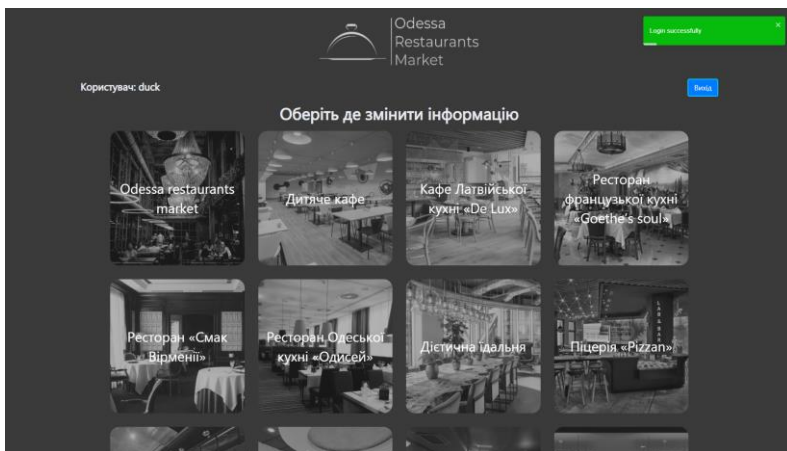 Odessa
Restaurants
Market
Login successfully
×
Користувач: duck
Вихід
Оберіть де змінити інформацію
Odessa restaurants
market
Дитяче кафе
Кафе Латвійської
кухні «De Lux»
Ресторан
французької кухні
«Goethe's soul»
Ресторан «Смак
Вірменії»
Ресторан Одеської
кухні «Одисей»
Дієтична їдальня
Піцерія «Pizzan»